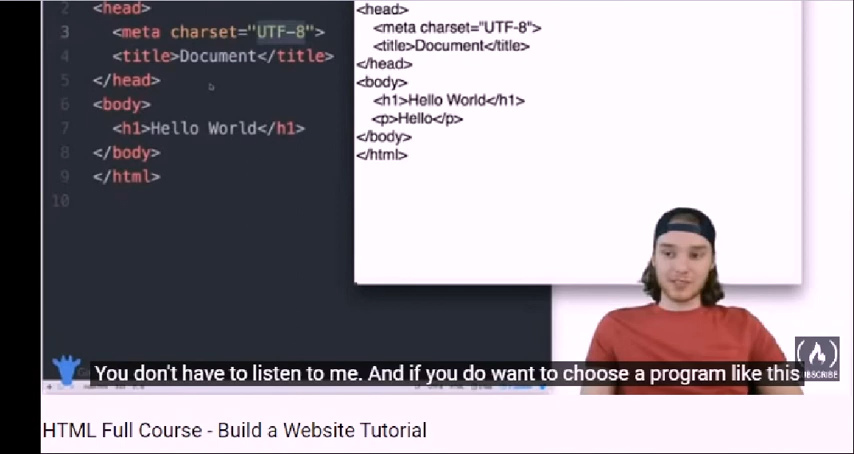 2 <head>
3 <meta charset="UTF-8">
4 <title>Document</title>
5 </head>
6 <body>
7 <h1>Hello World</h1>
8 </body>
9 </html>
10
<head>
<meta charset="UTF-8">
<title>Document</title>
</head>
<body>
<h1>Hello World</h1>
<p>Hello</p>
</body>
</html>
You don't have to listen to me. And if you do want to choose a program like this
HTML Full Course - Build a Website Tutorial